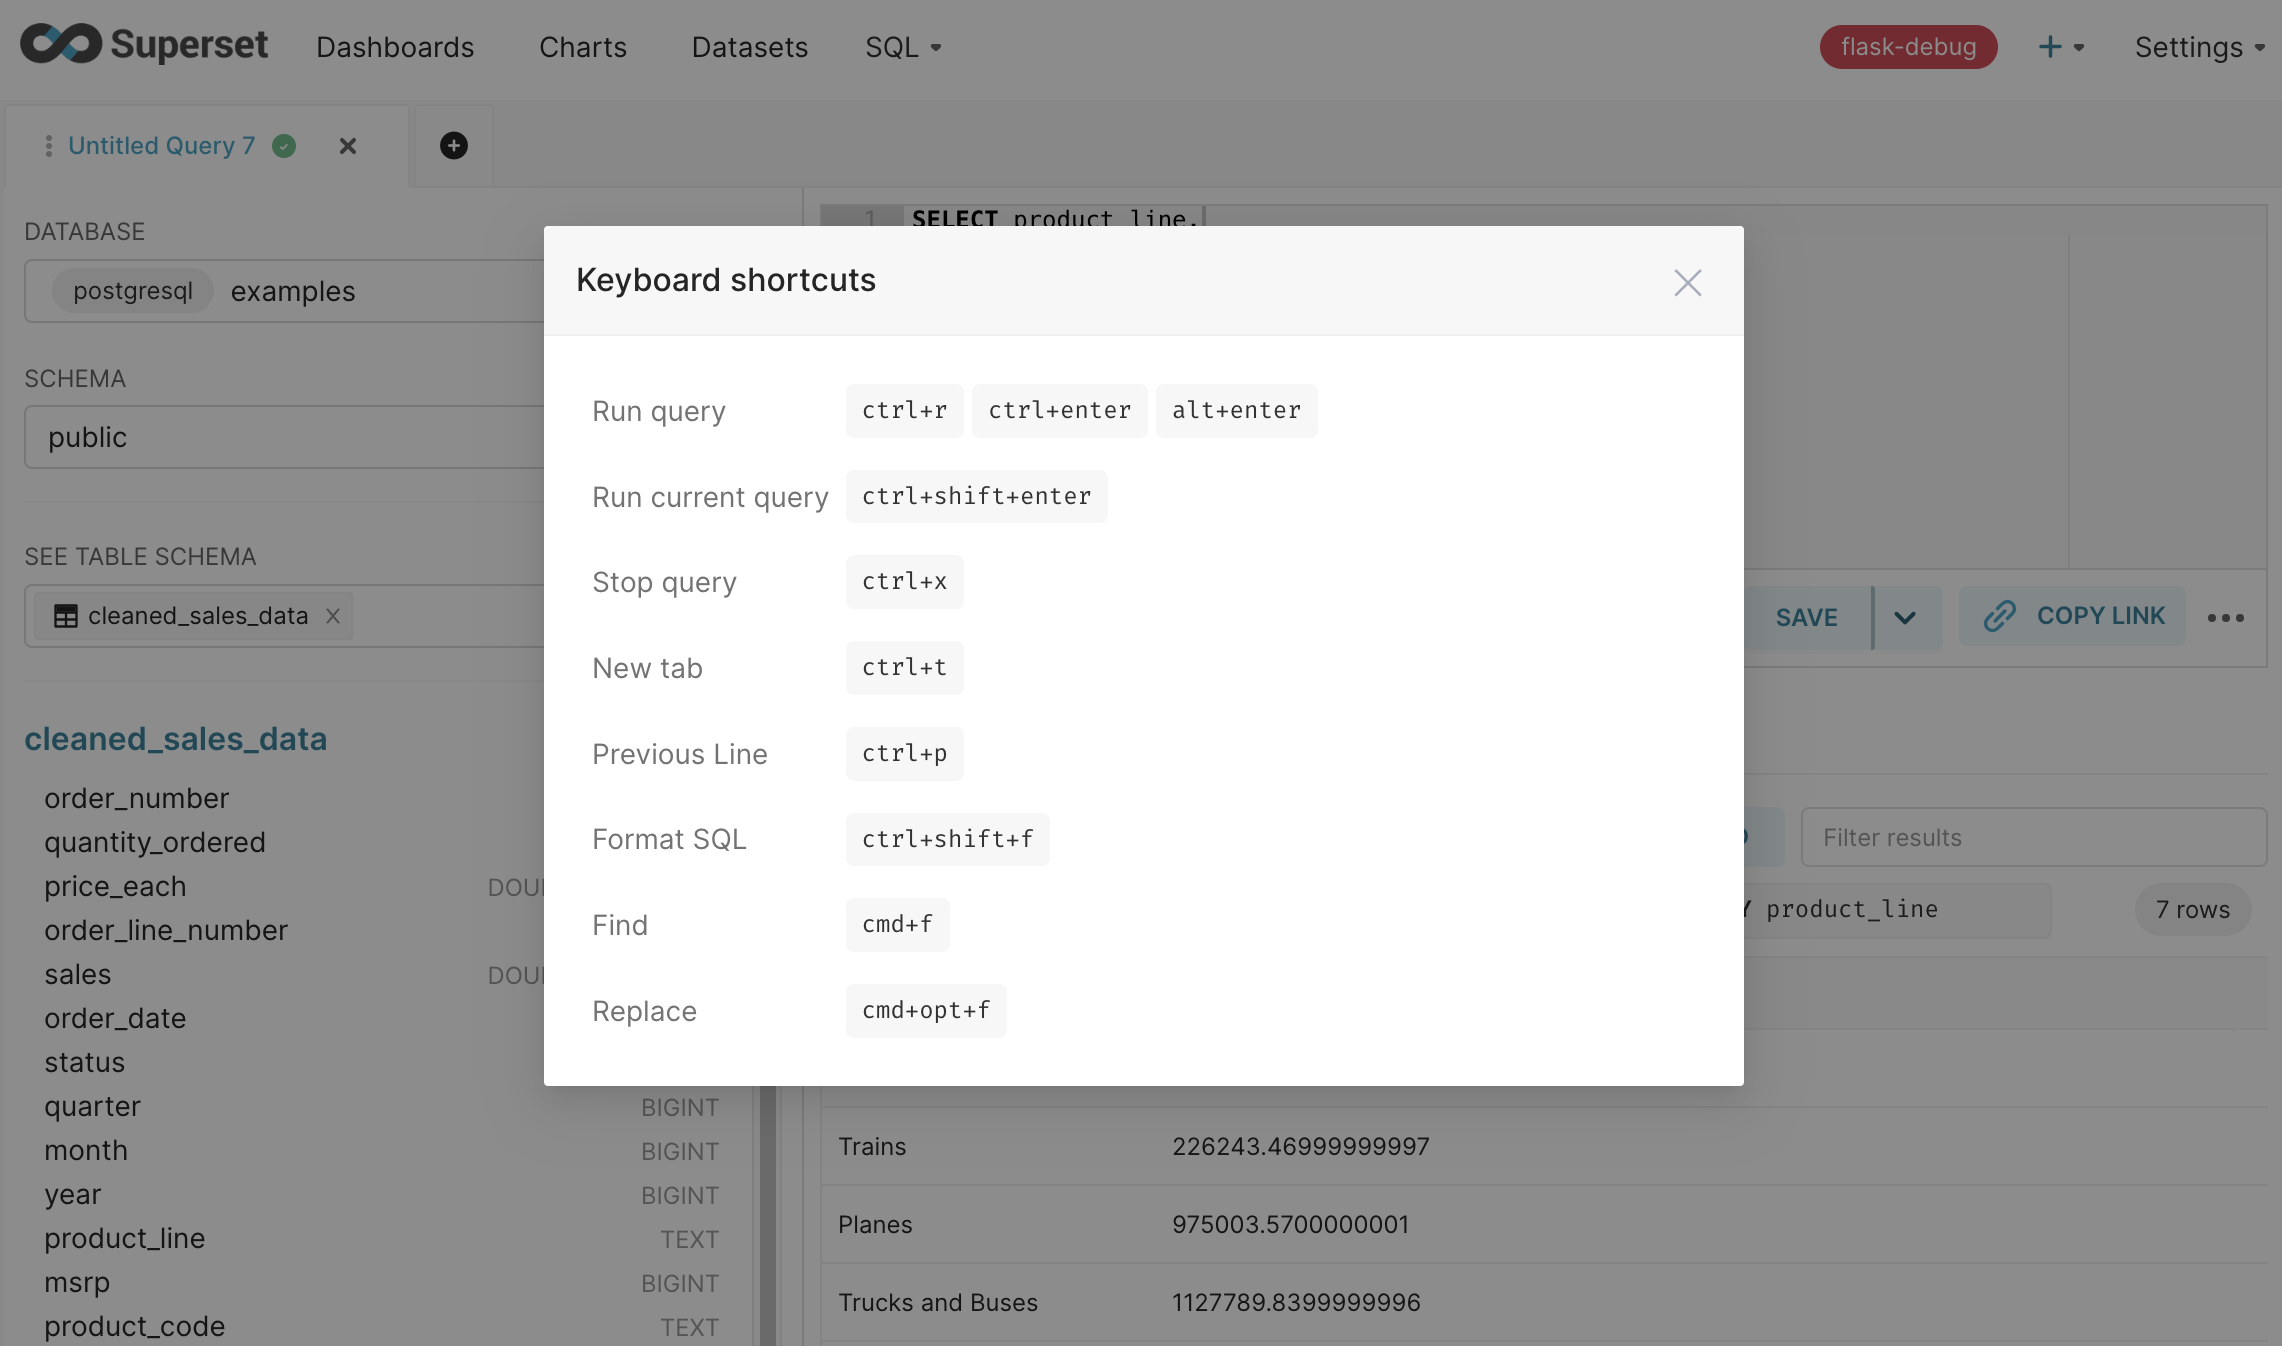 Superset Dashboards Charts Datasets SQL flask-debug + Settings
Untitled Query 7
DATABASE
postgresql examples
SCHEMA
public
SEE TABLE SCHEMA
cleaned_sales_data
cleaned_sales_data
order_number
quantity_ordered
price_each DOU
order_line_number
sales DOU
order_date
status
quarter BIGINT
month BIGINT
year BIGINT
product_line TEXT
msrp BIGINT
product_code TEXT
1 SELECT product_line,
Keyboard shortcuts
Run query ctrl+r ctrl+enter alt+enter
Run current query ctrl+shift+enter
Stop query ctrl+x
New tab ctrl+t
Previous Line ctrl+p
Format SQL ctrl+shift+f
Find cmd+f
Replace cmd+opt+f
SAVE COPY LINK
Filter results
Y product_line 7 rows
Trains 226243.46999999997
Planes 975003.5700000001
Trucks and Buses 1127789.8399999996